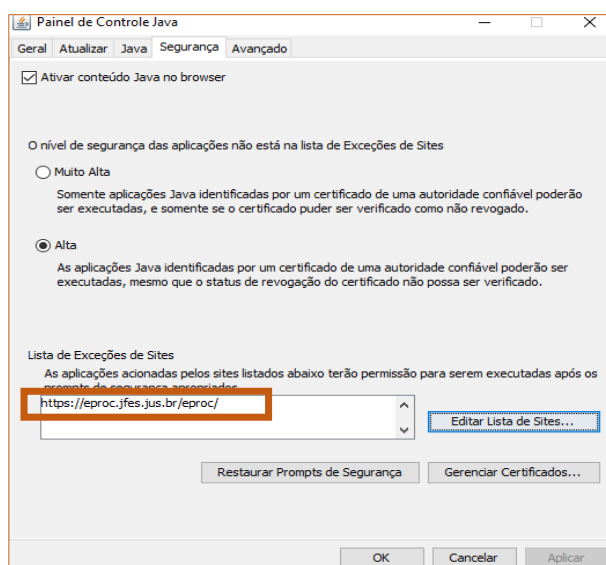 Painel de Controle Java
Geral Atualizar Java Segurança Avançado
Ativar conteúdo Java no browser
O nível de segurança das aplicações não está na lista de Exceções de Sites
Muito Alta
Somente aplicações Java identificadas por um certificado de uma autoridade confiável poderão
ser executadas, e somente se o certificado puder ser verificado como não revogado.
Alta
As aplicações Java identificadas por um certificado de uma autoridade confiável poderão ser
executadas, mesmo que o status de revogação do certificado não possa ser verificado.
Lista de Exceções de Sites
As aplicações acionadas pelos sites listados abaixo terão permissão para serem executadas após os
prompts de segurança apropriados
https://eproc.jfes.jus.br/eproc/
Editar Lista de Sites...
Restaurar Prompts de Segurança Gerenciar Certificados...
OK Cancelar Aplicar